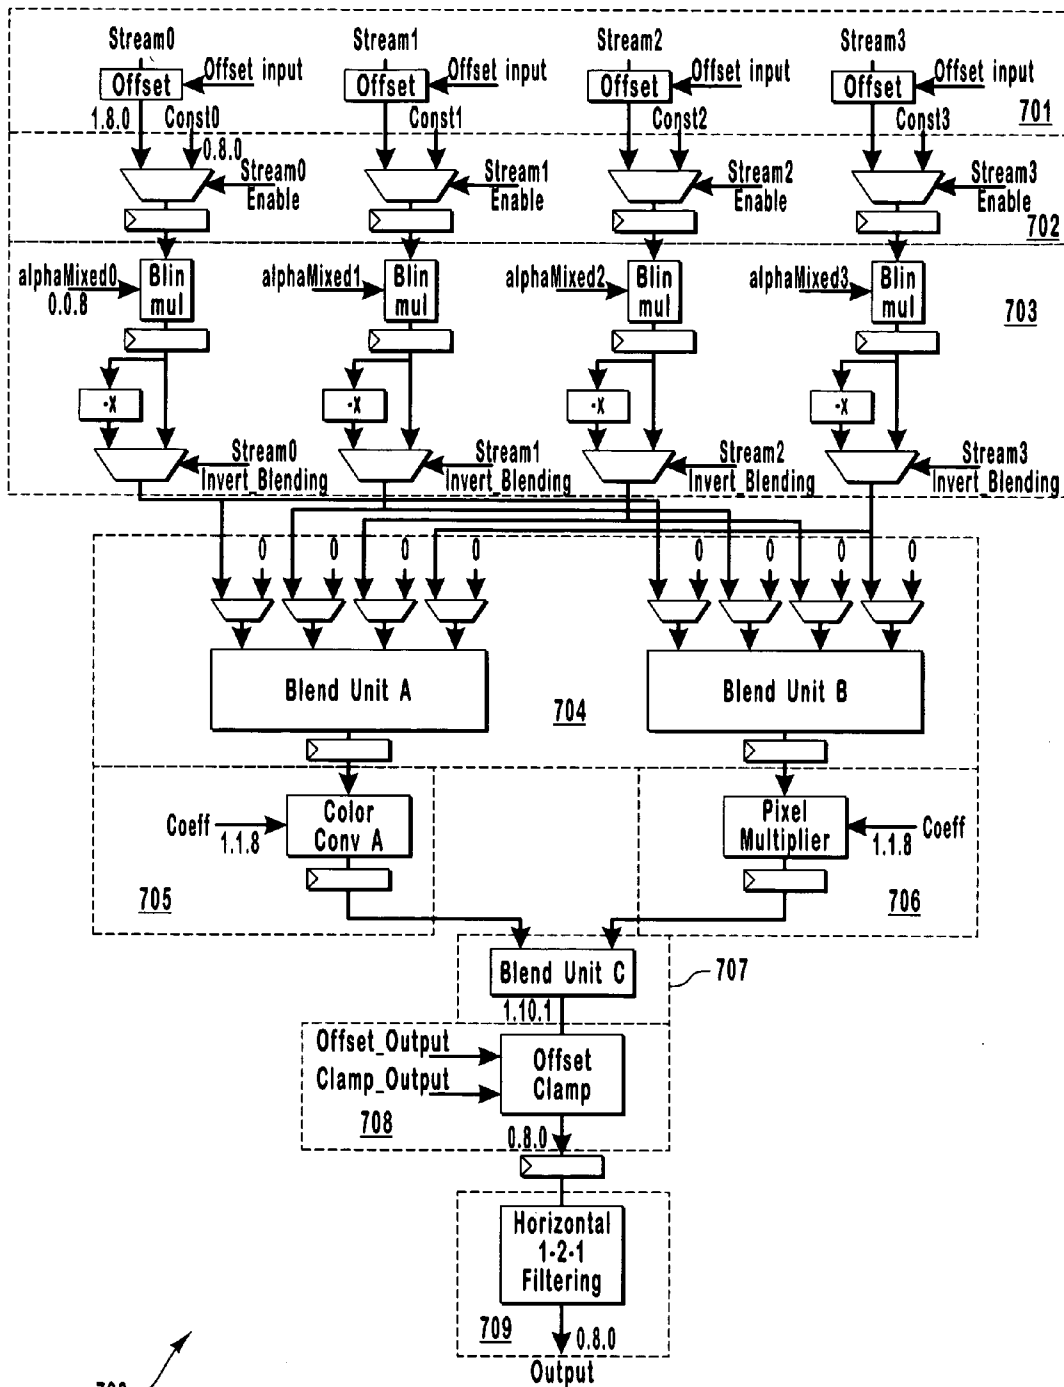 Stream0 Stream1 Stream2 Stream3
Offset Offset input Offset Offset input Offset Offset input Offset Offset input
701
1.8.0 Const0 Const1 Const2 Const3
0.8.0
Stream0 Enable Stream1 Enable Stream2 Enable Stream3 Enable
702
alphaMixed0 Blin mul alphaMixed1 Blin mul alphaMixed2 Blin mul alphaMixed3 Blin mul
0.0.8
703
-X -X -X -X
Stream0 Invert_Blending Stream1 Invert_Blending Stream2 Invert_Blending Stream3 Invert_Blending
0 0 0 0 0 0 0 0
Blend Unit A Blend Unit B
704
Coeff 1.1.8 Color Conv A Pixel Multiplier 1.1.8 Coeff
705 706
Blend Unit C 707
1.10.1
Offset_Output
Clamp_Output
Offset Clamp
708
0.8.0
Horizontal
1-2-1
Filtering
709
0.8.0
Output